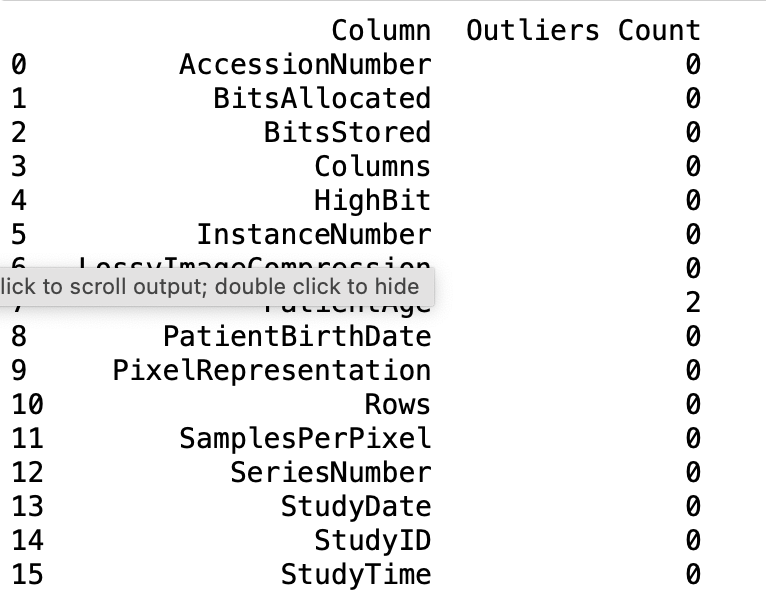 Column Outliers Count
0 AccessionNumber 0
1 BitsAllocated 0
2 BitsStored 0
3 Columns 0
4 HighBit 0
5 InstanceNumber 0
6 LossyImageCompression 0
lick to scroll output; double click to hide
7 PatientAge 2
8 PatientBirthDate 0
9 PixelRepresentation 0
10 Rows 0
11 SamplesPerPixel 0
12 SeriesNumber 0
13 StudyDate 0
14 StudyID 0
15 StudyTime 0